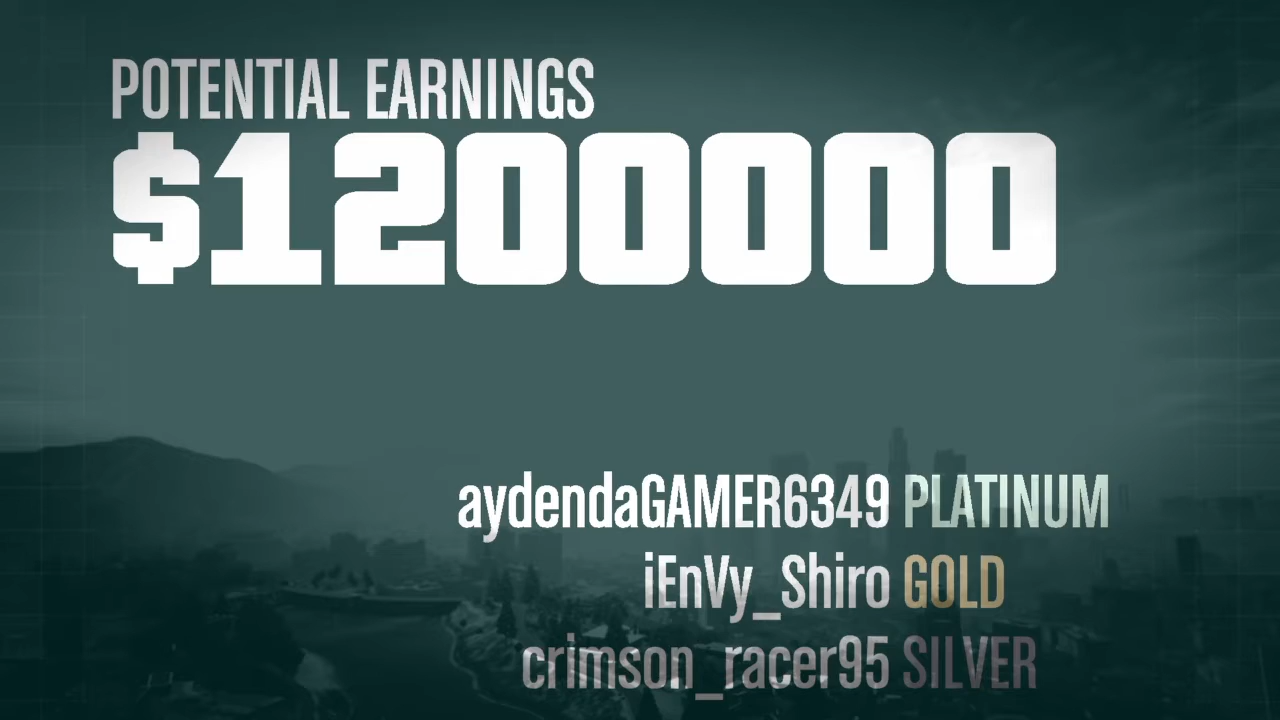 POTENTIAL EARNINGS
$1200000
aydendaGAMER6349 PLATINUM
iEnVy_Shiro GOLD
crimson_racer95 SILVER